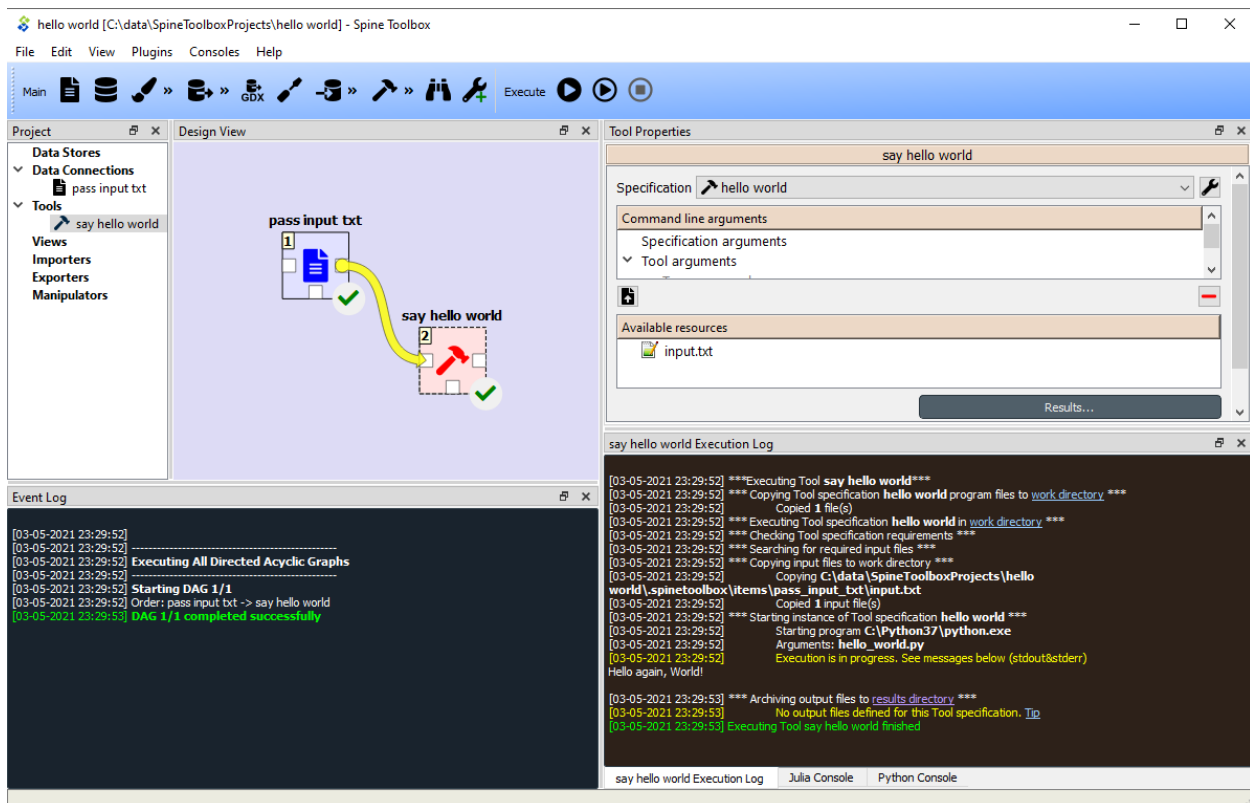 hello world [C:\data\SpineToolboxProjects\hello world] - Spine Toolbox
File Edit View Plugins Consoles Help
Main » » GDX » » Execute
Project
Data Stores
Data Connections
pass input txt
Tools
say hello world
Views
Importers
Exporters
Manipulators
Design View
pass input txt
1
say hello world
2
Tool Properties
say hello world
Specification hello world
Command line arguments
Specification arguments
Tool arguments
Available resources
input.txt
Results...
Event Log
[03-05-2021 23:29:52]
[03-05-2021 23:29:52] --------------------------------------------------
[03-05-2021 23:29:52] Executing All Directed Acyclic Graphs
[03-05-2021 23:29:52] --------------------------------------------------
[03-05-2021 23:29:52] Starting DAG 1/1
[03-05-2021 23:29:52] Order: pass input txt -> say hello world
[03-05-2021 23:29:53] DAG 1/1 completed successfully
say hello world Execution Log
[03-05-2021 23:29:52] ***Executing Tool say hello world***
[03-05-2021 23:29:52] *** Copying Tool specification hello world program files to work directory ***
[03-05-2021 23:29:52] Copied 1 file(s)
[03-05-2021 23:29:52] *** Executing Tool specification hello world in work directory ***
[03-05-2021 23:29:52] *** Checking Tool specification requirements ***
[03-05-2021 23:29:52] *** Searching for required input files ***
[03-05-2021 23:29:52] *** Copying input files to work directory ***
[03-05-2021 23:29:52] Copying C:\data\SpineToolboxProjects\hello
world\.spinetoolbox\items\pass_input_txt\input.txt
[03-05-2021 23:29:52] Copied 1 input file(s)
[03-05-2021 23:29:52] *** Starting instance of Tool specification hello world ***
[03-05-2021 23:29:52] Starting program C:\Python37\python.exe
[03-05-2021 23:29:52] Arguments: hello_world.py
[03-05-2021 23:29:52] Execution is in progress. See messages below (stdout&stderr)
Hello again, World!
[03-05-2021 23:29:53] *** Archiving output files to results directory ***
[03-05-2021 23:29:53] No output files defined for this Tool specification. Tip
[03-05-2021 23:29:53] Executing Tool say hello world finished
say hello world Execution Log Julia Console Python Console